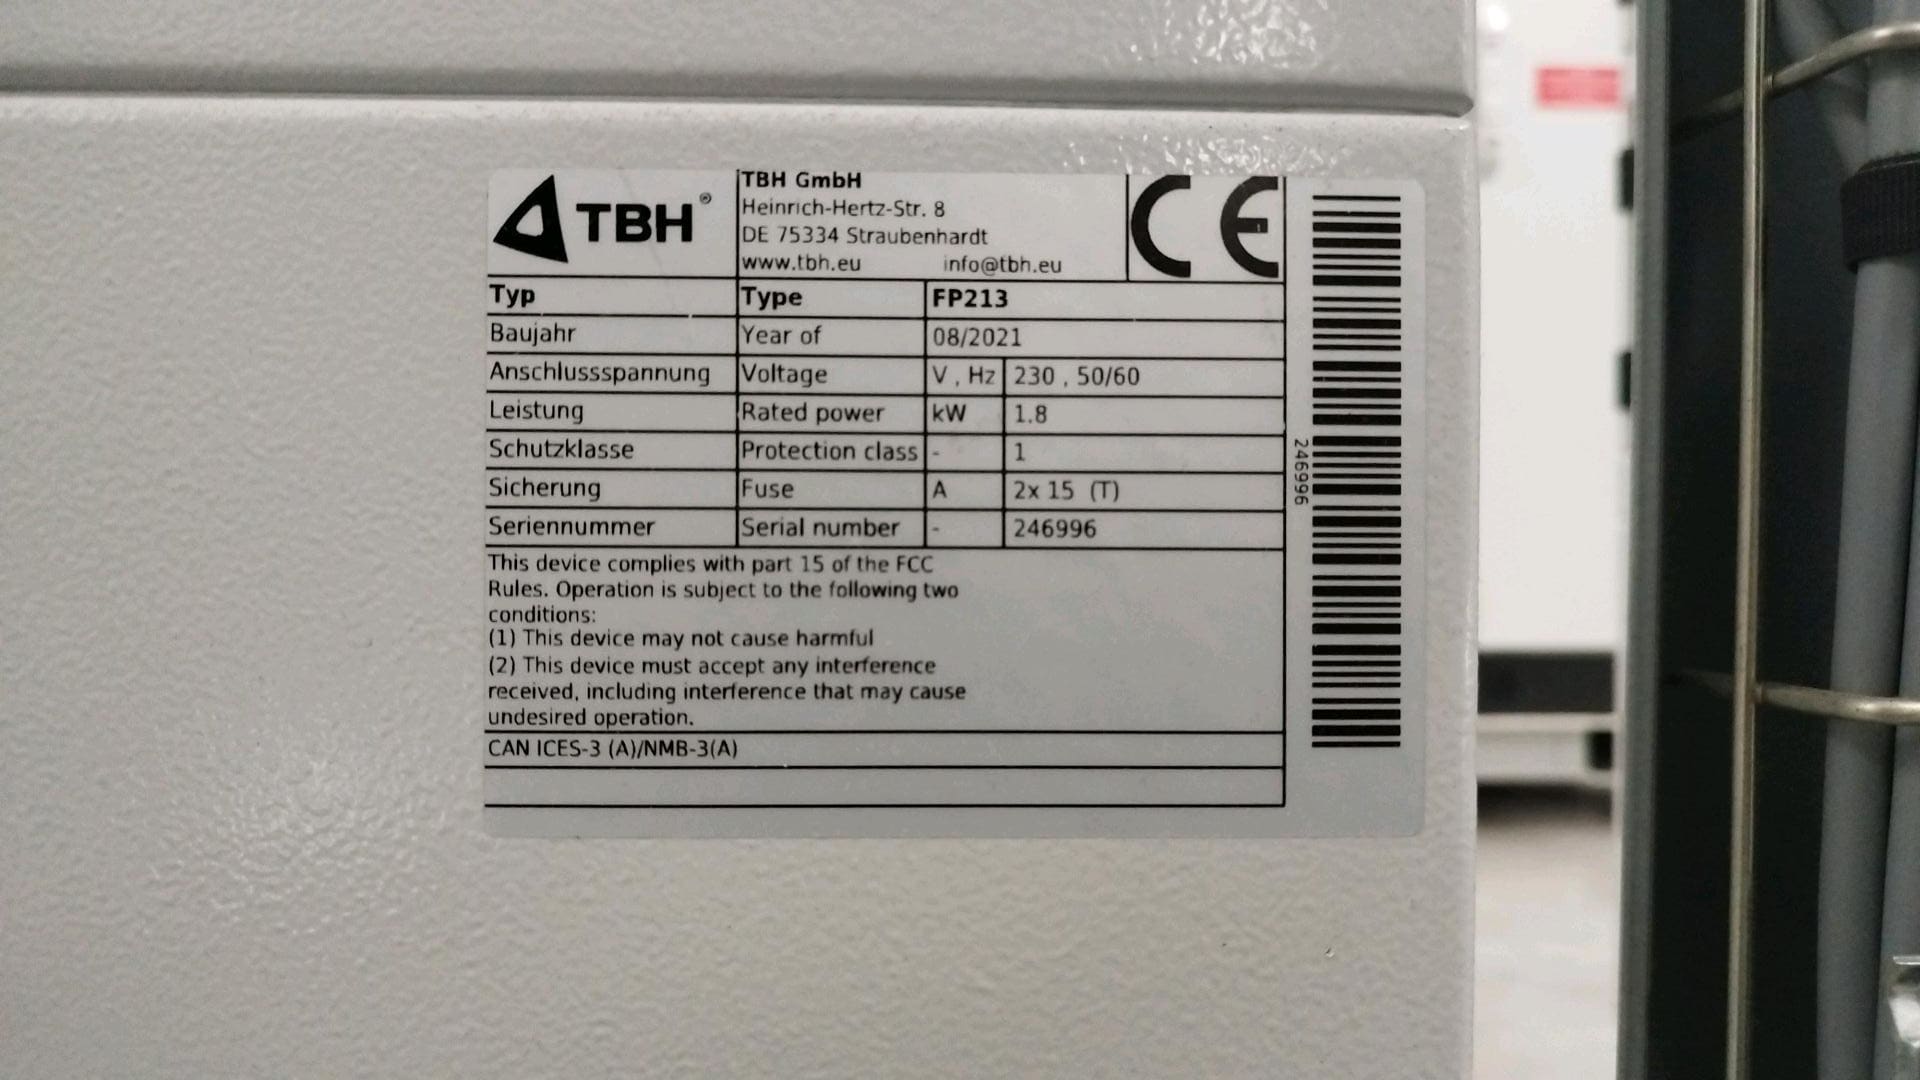 TBH®
TBH GmbH
Heinrich-Hertz-Str. 8
DE 75334 Straubenhardt
www.tbh.eu info@tbh.eu
CE
Typ Type FP213
Baujahr Year of 08/2021
Anschlussspannung Voltage V , Hz 230 , 50/60
Leistung Rated power kW 1.8
Schutzklasse Protection class - 1
Sicherung Fuse A 2x 15 (T)
Seriennummer Serial number - 246996
This device complies with part 15 of the FCC
Rules. Operation is subject to the following two
conditions:
(1) This device may not cause harmful
(2) This device must accept any interference
received, including interference that may cause
undesired operation.
CAN ICES-3 (A)/NMB-3(A)
246996